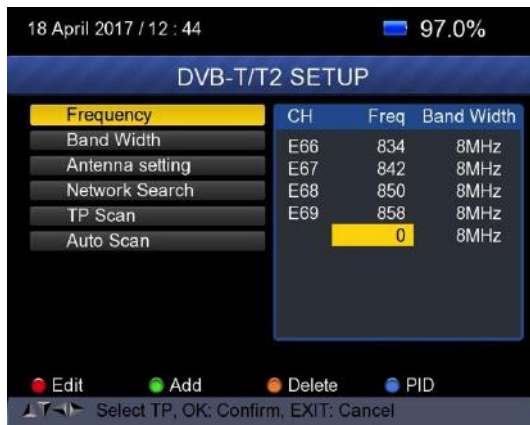 18 April 2017 / 12 : 44 97.0%
DVB-T/T2 SETUP
Frequency
Band Width
Antenna setting
Network Search
TP Scan
Auto Scan
CH Freq Band Width
E66 834 8MHz
E67 842 8MHz
E68 850 8MHz
E69 858 8MHz
0 8MHz
Edit Add Delete PID
Select TP, OK: Confirm, EXIT: Cancel